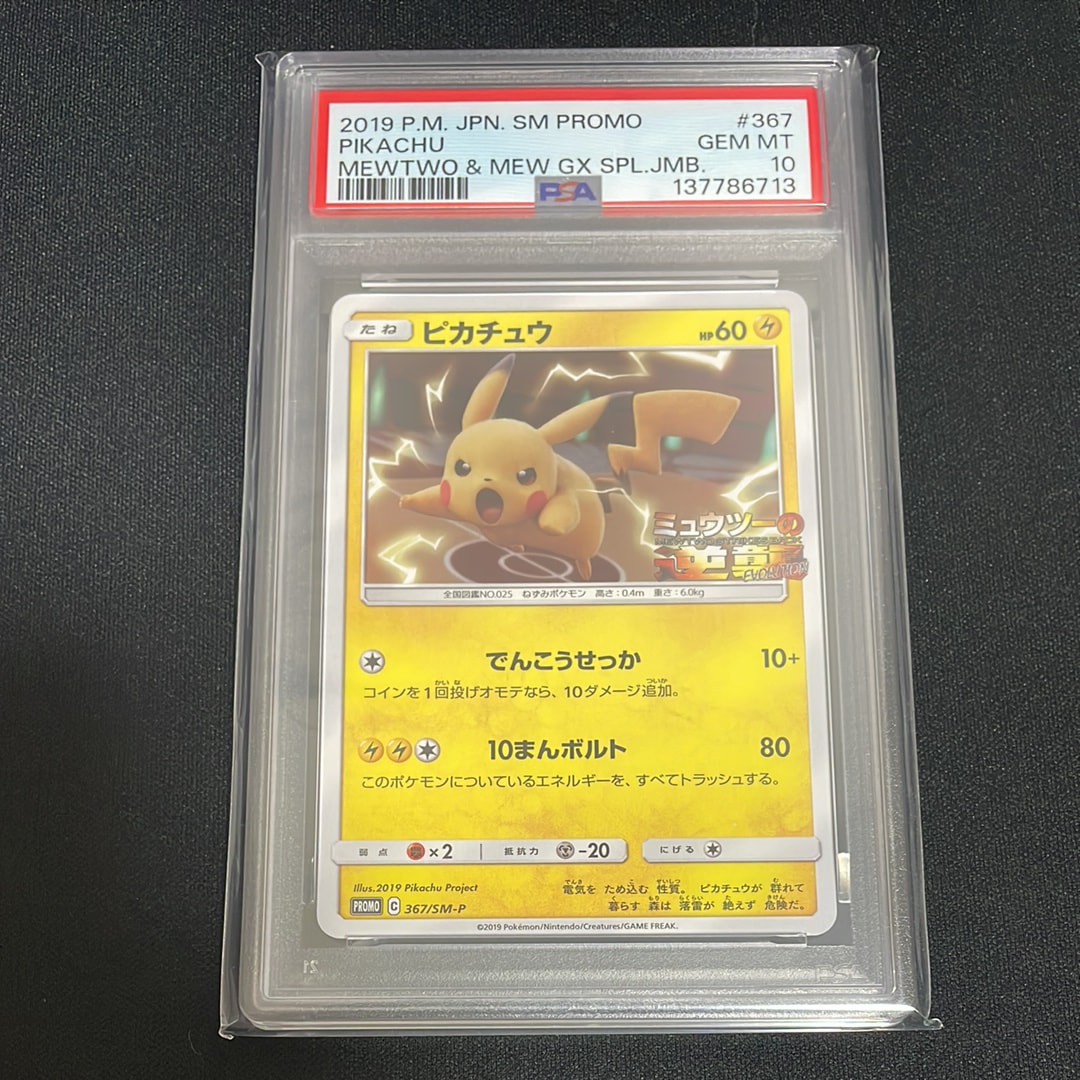 2019 P.M. JPN. SM PROMO #367
PIKACHU GEM MT
MEWTWO & MEW GX SPL.JMB. 10
PSA 137786713
たね ピカチュウ HP60
ミュウツーの
MEWTWO STRIKES BACK
逆襲
EVOLUTION
全国図鑑NO.025 ねずみポケモン 高さ:0.4m 重さ:6.0kg
でんこうせっか 10+
コインを1回投げオモテなら、10ダメージ追加。
10まんボルト 80
このポケモンについているエネルギーを、すべてトラッシュする。
弱点 ×2 抵抗力 -20 にげる
Illus.2019 Pikachu Project
電気を ため込む 性質。 ピカチュウが 群れて
暮らす 森は 落雷が 絶えず 危険だ。
PROMO C 367/SM-P
©2019 Pokémon/Nintendo/Creatures/GAME FREAK.